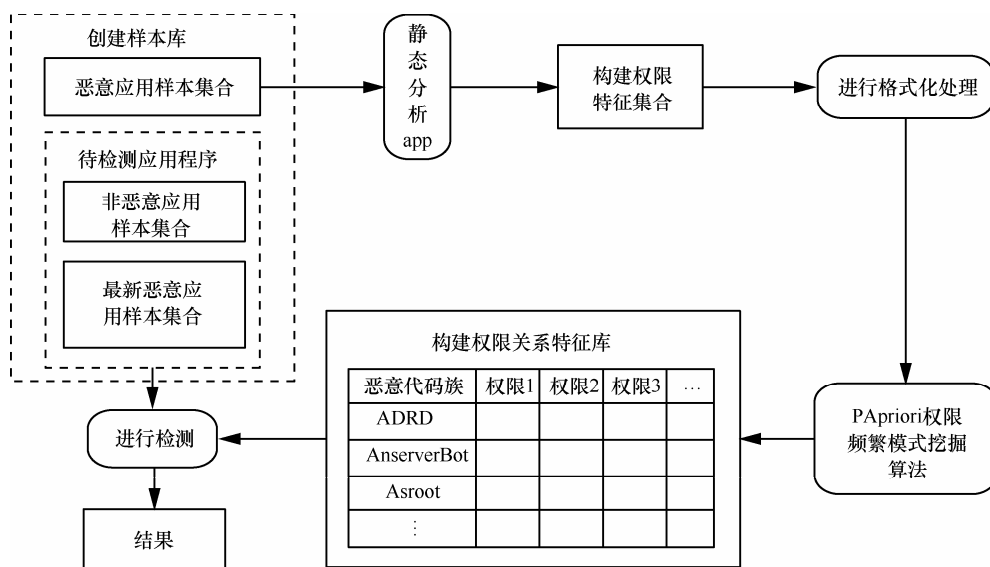 创建样本库
恶意应用样本集合
待检测应用程序
非恶意应用
样本集合
最新恶意应
用样本集合
静
态
分
析
app
构建权限
特征集合
进行格式化处理
PApriori权限
频繁模式挖掘
算法
构建权限关系特征库
恶意代码族 权限1 权限2 权限3 …
ADRD
AnserverBot
Asroot
⋮
进行检测
结果